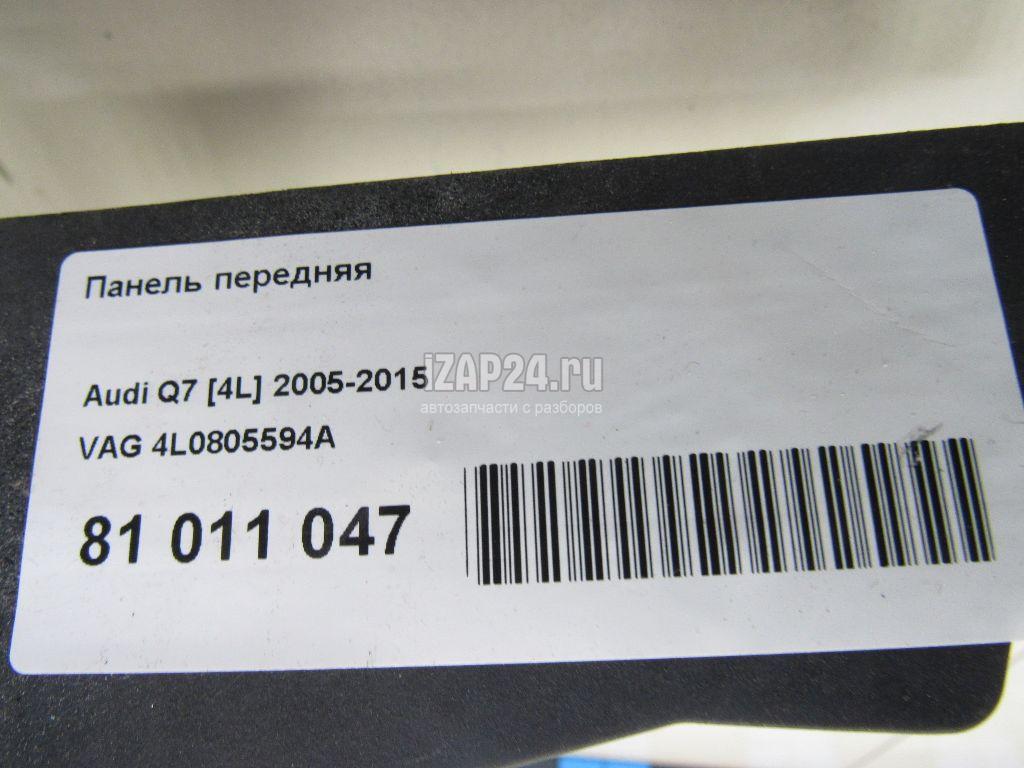 Панель передняя
Audi Q7 [4L] 2005-2015
iZAP24.ru
автозапчасти с разборов
VAG 4L0805594A
81 011 047